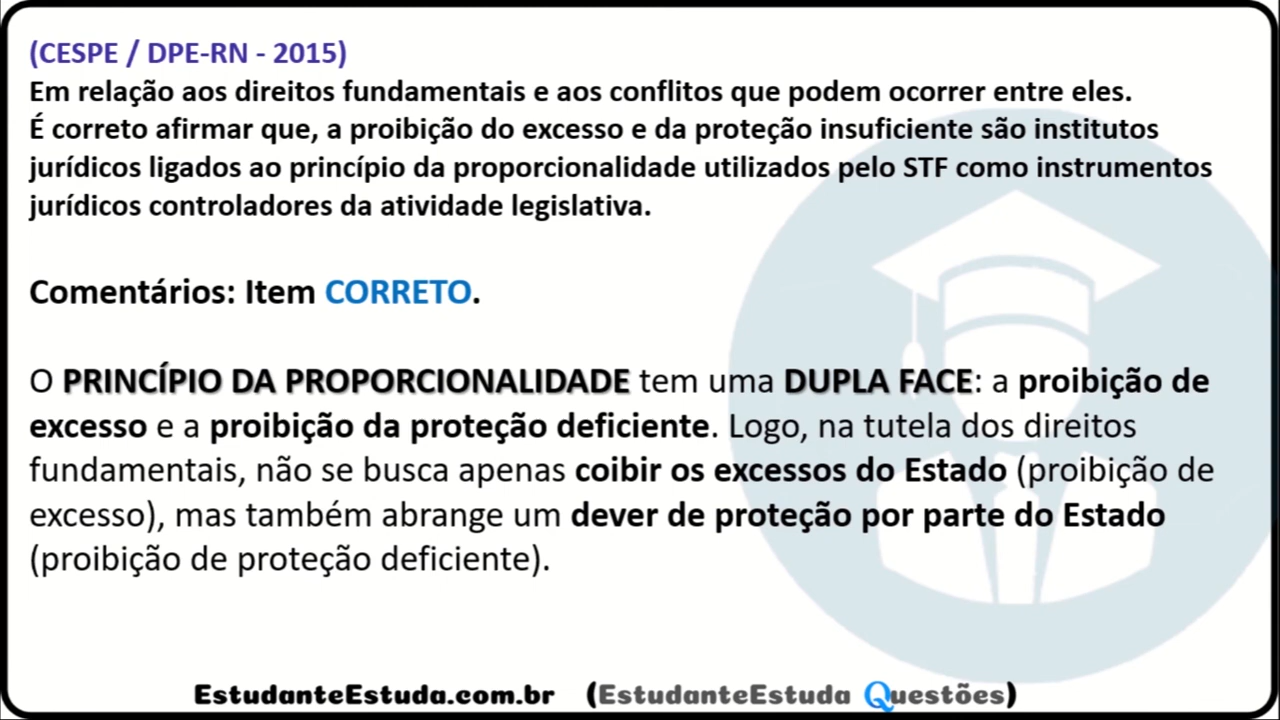 (CESPE / DPE-RN - 2015)
Em relação aos direitos fundamentais e aos conflitos que podem ocorrer entre eles.
É correto afirmar que, a proibição do excesso e da proteção insuficiente são institutos
jurídicos ligados ao princípio da proporcionalidade utilizados pelo STF como instrumentos
jurídicos controladores da atividade legislativa.
Comentários: Item CORRETO.
O PRINCÍPIO DA PROPORCIONALIDADE tem uma DUPLA FACE: a proibição de
excesso e a proibição da proteção deficiente. Logo, na tutela dos direitos
fundamentais, não se busca apenas coibir os excessos do Estado (proibição de
excesso), mas também abrange um dever de proteção por parte do Estado
(proibição de proteção deficiente).
EstudanteEstuda.com.br (EstudanteEstuda Questões)